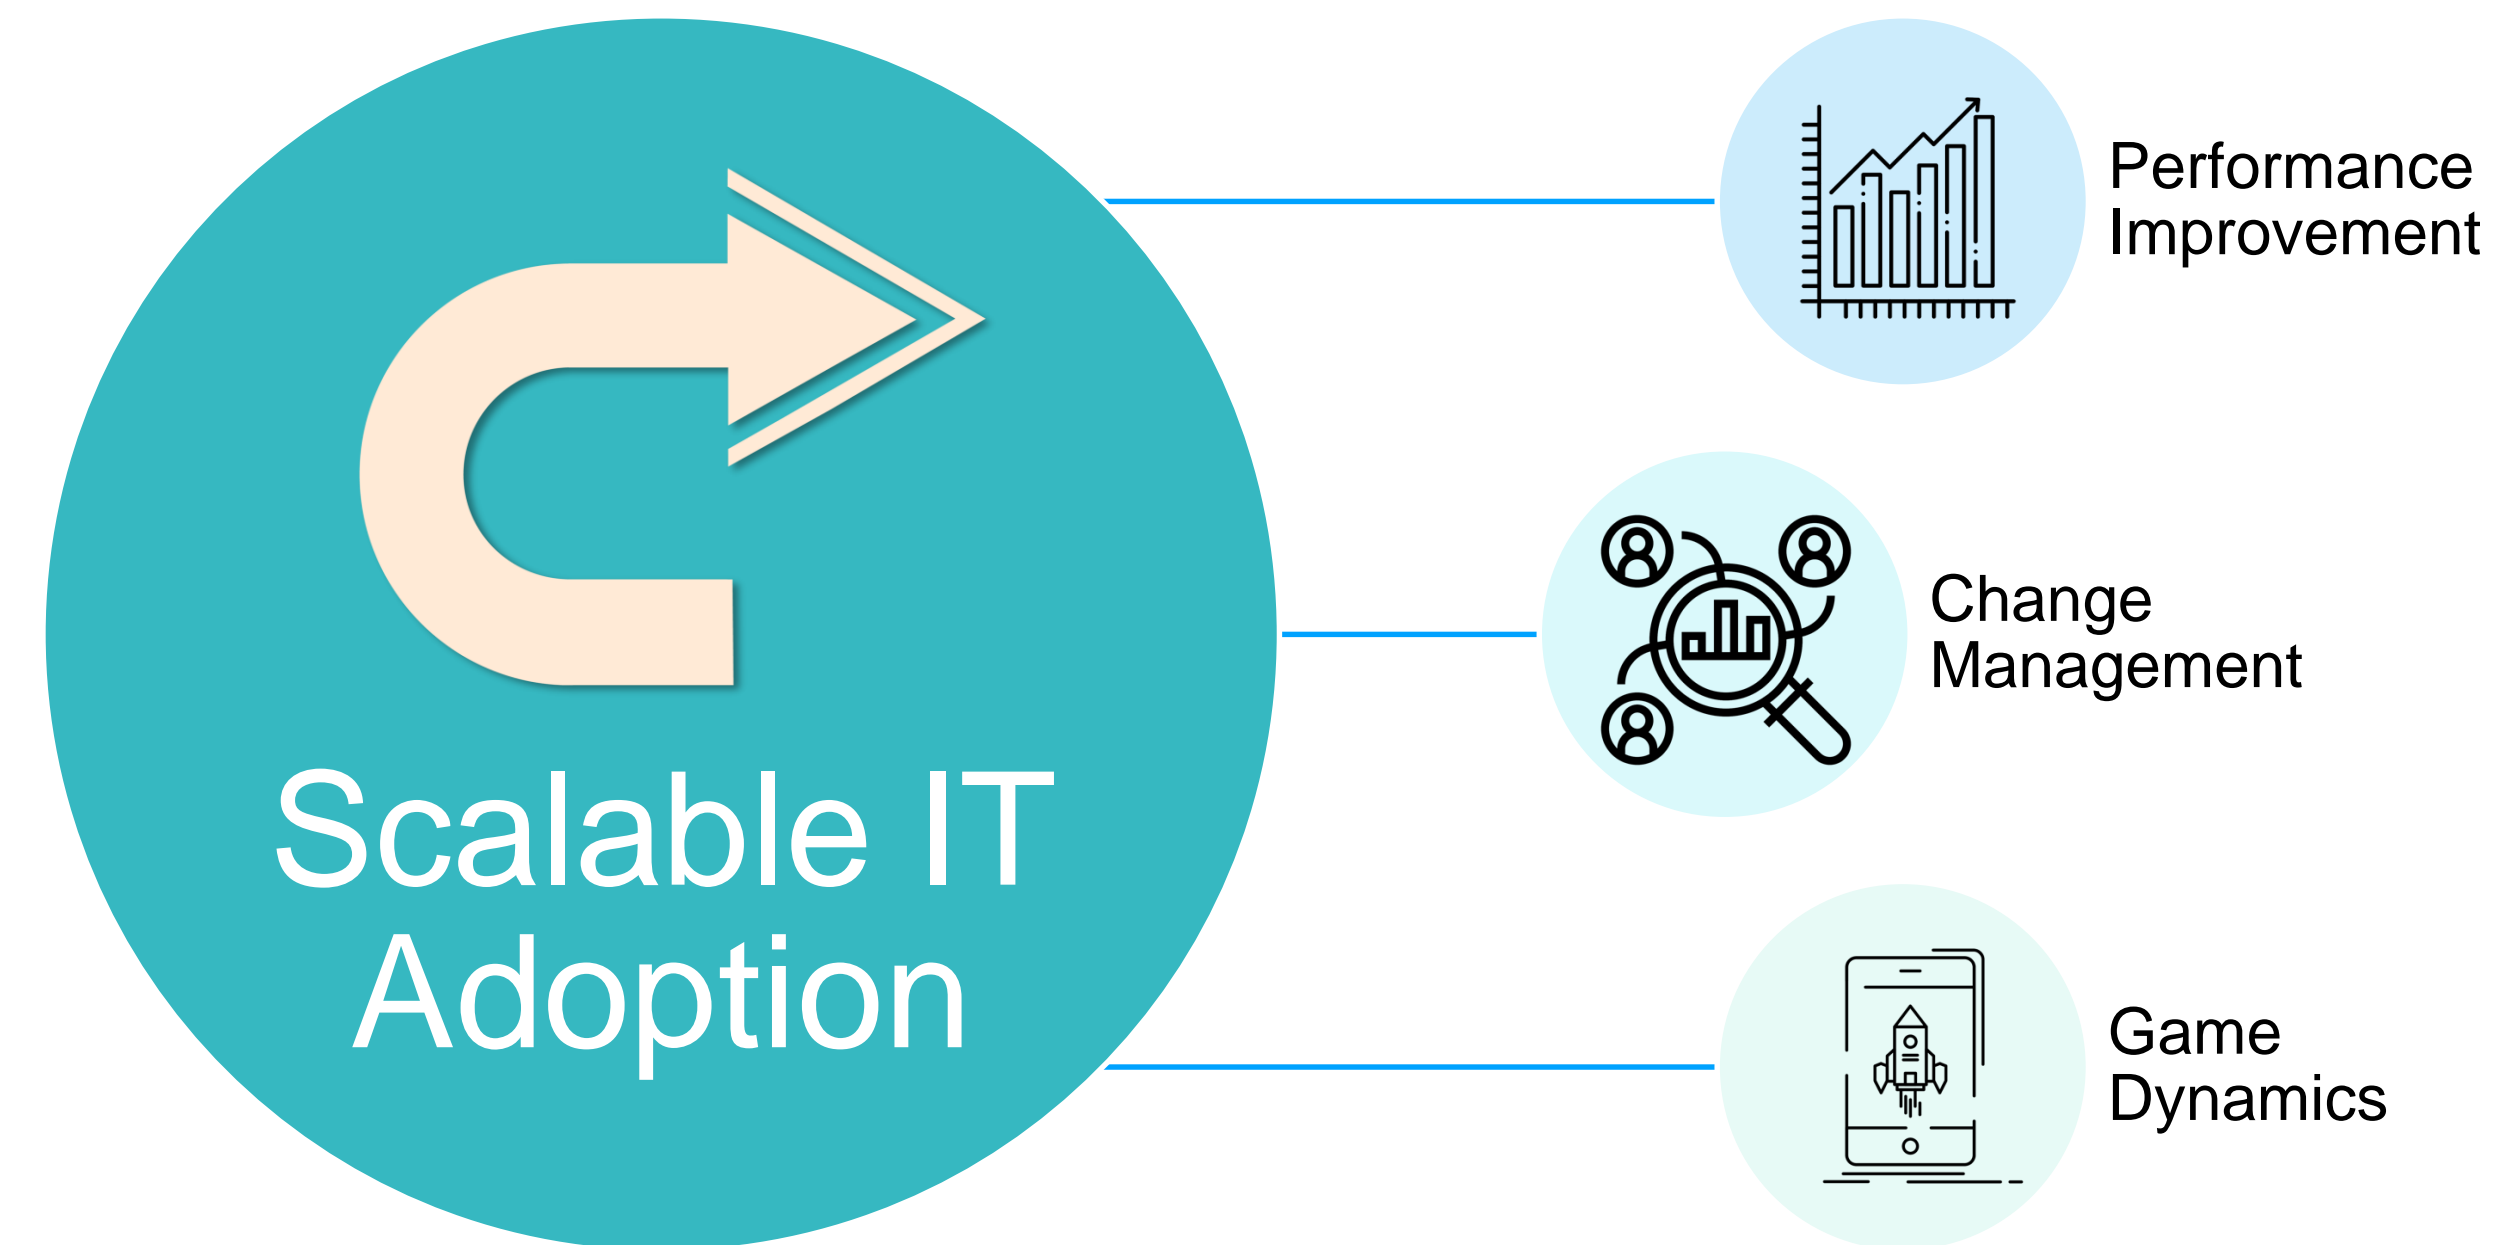 Scalable IT
Adoption
Performance
Improvement
Change
Management
Game
Dynamics